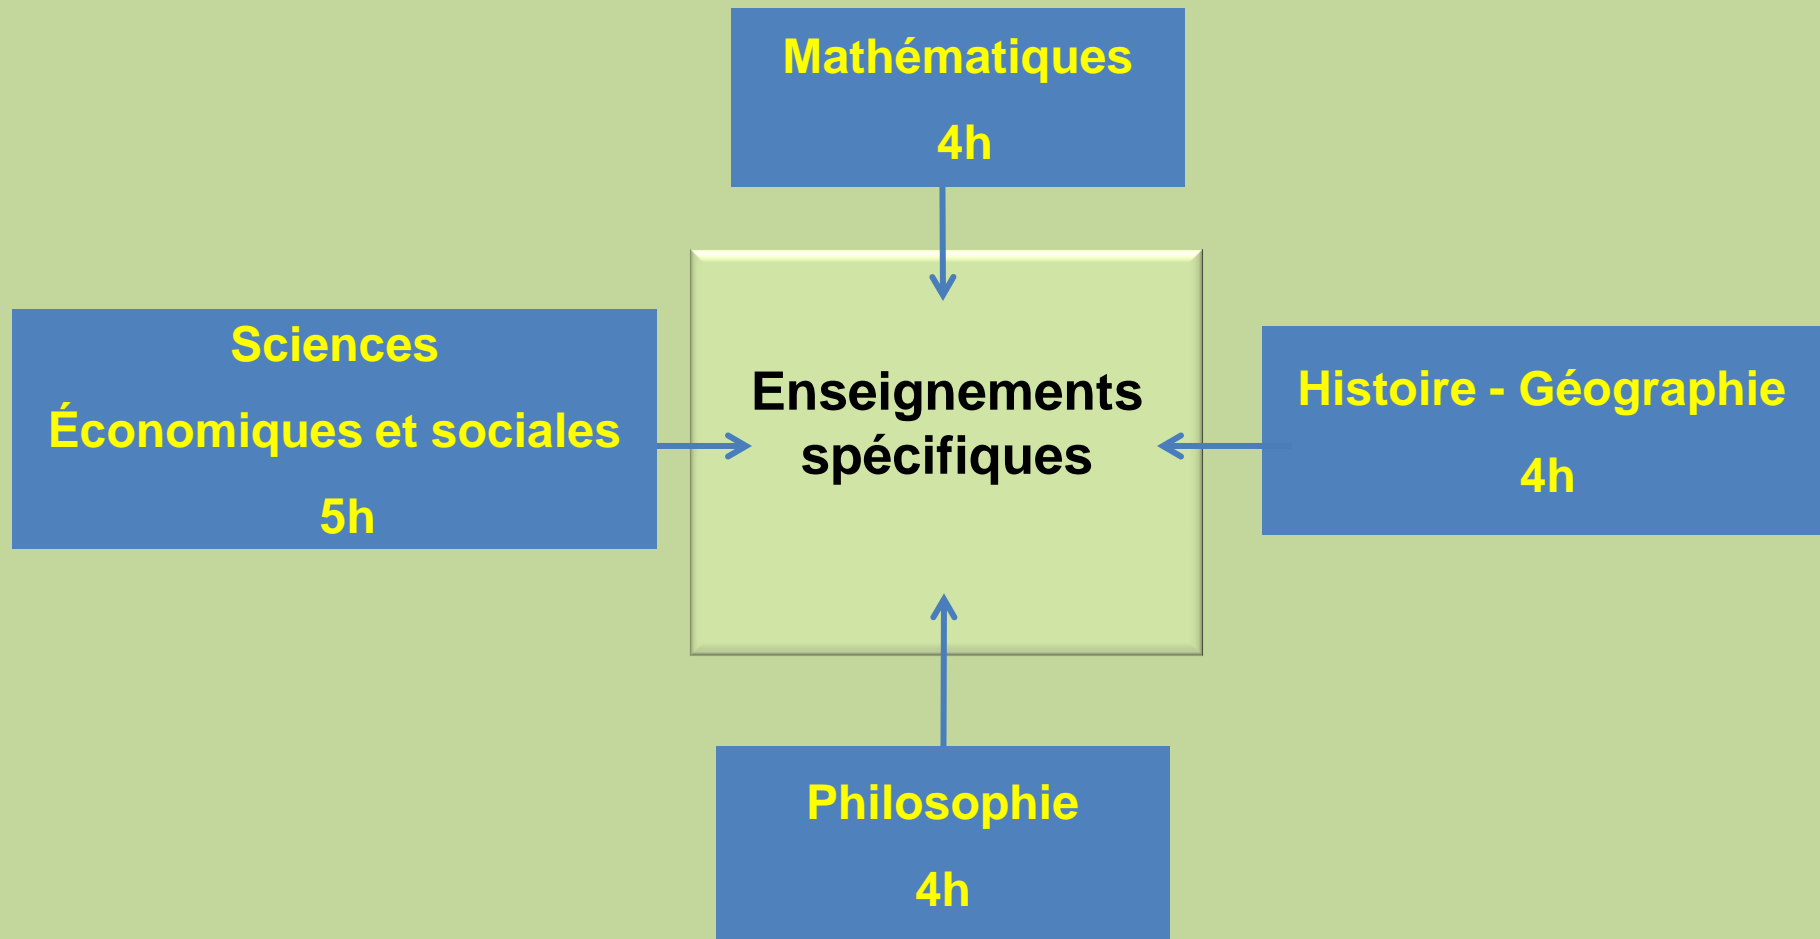 Mathématiques
4h
Sciences
Économiques et sociales
5h
Enseignements
spécifiques
Histoire - Géographie
4h
Philosophie
4h